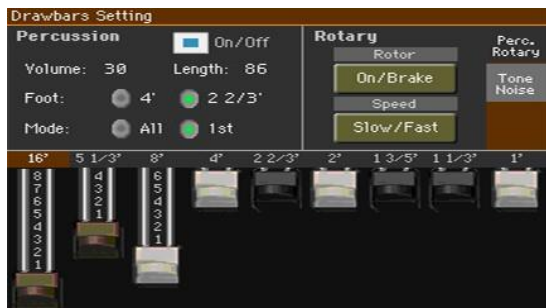 Drawbars Setting
Percussion
On/Off
Volume: 30 Length: 86
Foot: 4' 2 2/3'
Mode: All 1st
Rotary
Rotor
On/Brake
Speed
Slow/Fast
Perc.
Rotary
Tone
Noise
16' 5 1/3' 8' 4' 2 2/3' 2' 1 3/5' 1 1/3' 1'
8 4 6
7 3 5
6 2 4
5 1 3
4 2
3 1
2
1